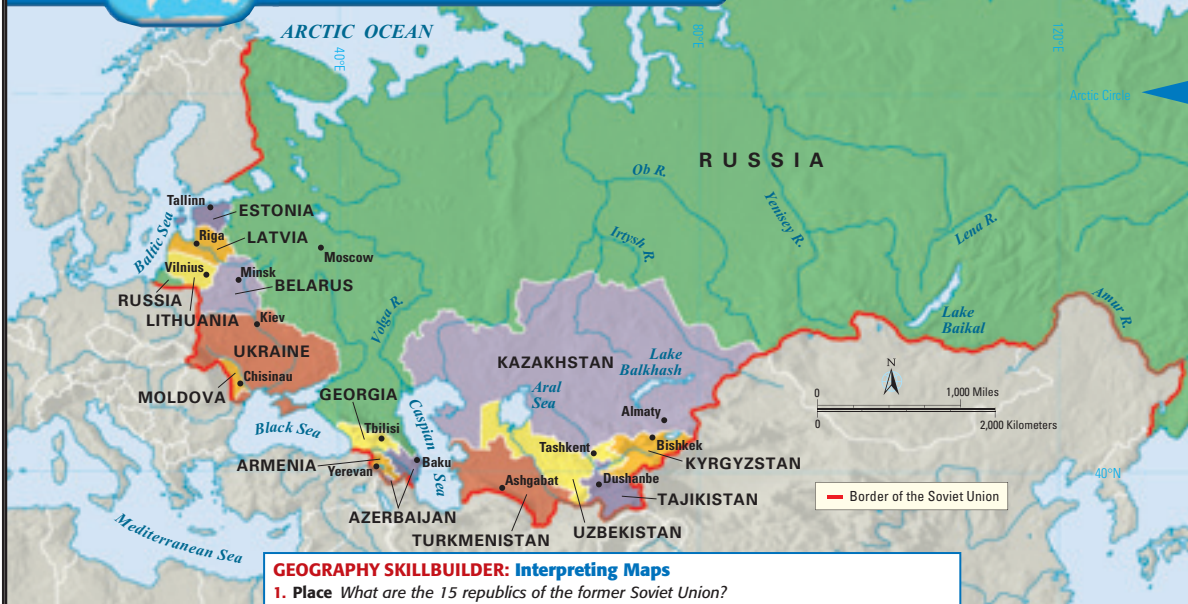 ARCTIC OCEAN
40°E
80°E
120°E
Arctic Circle
RUSSIA
Ob R.
Yenisey R.
Lena R.
Irtysh R.
Tallinn
ESTONIA
Baltic Sea
Riga
LATVIA
Moscow
Vilnius
Minsk
BELARUS
RUSSIA
LITHUANIA
Kiev
Volga R.
Lake
Baikal
Amur R.
UKRAINE
KAZAKHSTAN
Lake
Balkhash
N
Chisinau
MOLDOVA
GEORGIA
Aral
Sea
0
1,000 Miles
0
2,000 Kilometers
Almaty
Black Sea
Tbilisi
Caspian Sea
Tashkent
Bishkek
KYRGYZSTAN
ARMENIA
Yerevan
Baku
40°N
Ashgabat
Dushanbe
TAJIKISTAN
Border of the Soviet Union
AZERBAIJAN
TURKMENISTAN
UZBEKISTAN
Mediterranean Sea
GEOGRAPHY SKILLBUILDER: Interpreting Maps
1. Place What are the 15 republics of the former Soviet Union?